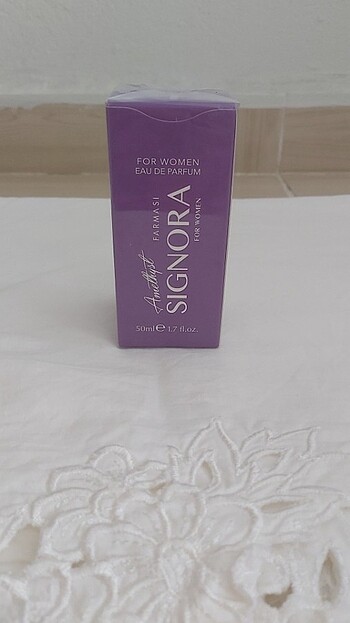 FOR WOMEN
EAU DE PARFUM
Amethyst
FARMASI
SIGNORA
FOR WOMEN
50ml ℮ 1.7 fl.oz.